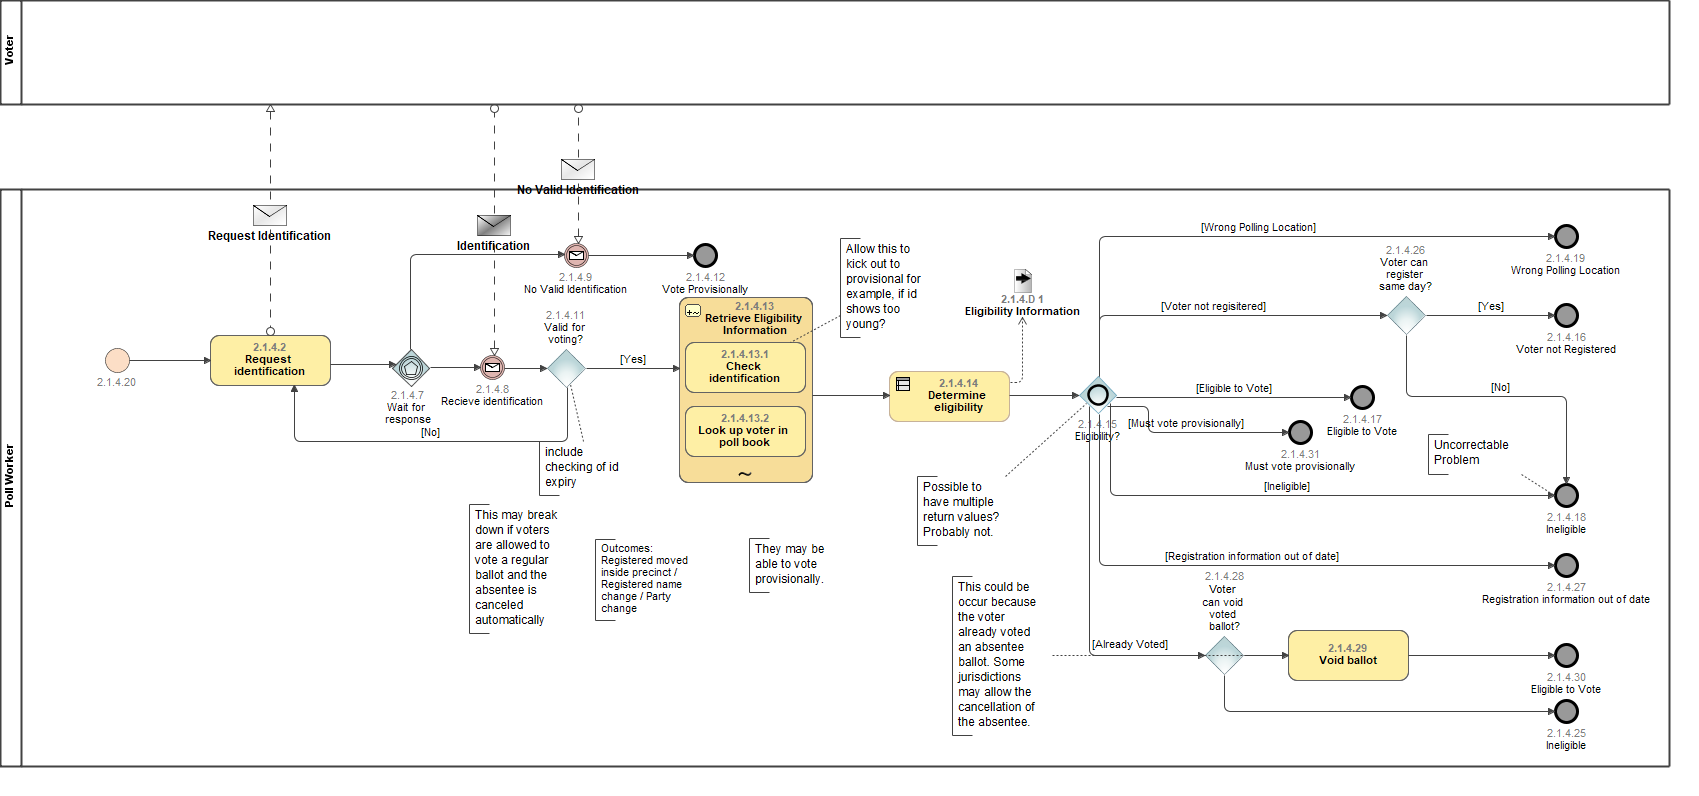 Voter
Poll Worker
Request Identification
Identification
No Valid Identification
2.1.4.20
2.1.4.2
Request
identification
2.1.4.7
Wait for
response
2.1.4.9
No Valid Identification
2.1.4.12
Vote Provisionally
2.1.4.8
Recieve identification
2.1.4.11
Valid for
voting?
[Yes]
[No]
include
checking of id
expiry
This may break
down if voters
are allowed to
vote a regular
ballot and the
absentee is
canceled
automatically
Outcomes:
Registered moved
inside precinct /
Registered name
change / Party
change
They may be
able to vote
provisionally.
2.1.4.13
Retrieve Eligibility
Information
2.1.4.13.1
Check
identification
2.1.4.13.2
Look up voter in
poll book
Allow this to
kick out to
provisional for
example, if id
shows too
young?
2.1.4.14
Determine
eligibility
2.1.4.D 1
Eligibility Information
2.1.4.15
Eligibility?
Possible to
have multiple
return values?
Probably not.
This could be
occur because
the voter
already voted
an absentee
ballot. Some
jurisdictions
may allow the
cancellation of
the absentee.
[Wrong Polling Location]
2.1.4.19
Wrong Polling Location
[Voter not regisitered]
2.1.4.26
Voter can
register
same day?
[Yes]
2.1.4.16
Voter not Registered
[No]
[Eligible to Vote]
2.1.4.17
Eligible to Vote
[Must vote provisionally]
2.1.4.31
Must vote provisionally
Uncorrectable
Problem
[Ineligible]
2.1.4.18
Ineligible
[Registration information out of date]
2.1.4.27
Registration information out of date
[Already Voted]
2.1.4.28
Voter
can void
voted
ballot?
2.1.4.29
Void ballot
2.1.4.30
Eligible to Vote
2.1.4.25
Ineligible